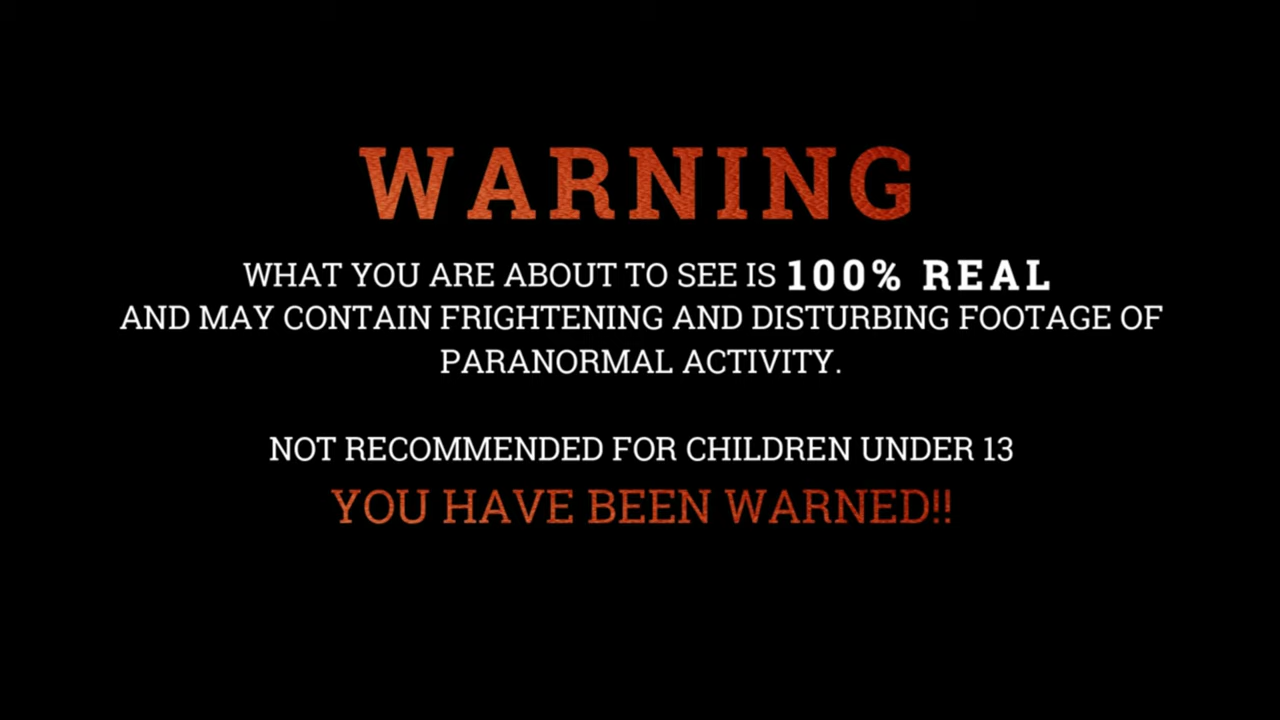 WARNING
WHAT YOU ARE ABOUT TO SEE IS 100% REAL
AND MAY CONTAIN FRIGHTENING AND DISTURBING FOOTAGE OF
PARANORMAL ACTIVITY.
NOT RECOMMENDED FOR CHILDREN UNDER 13
YOU HAVE BEEN WARNED!!